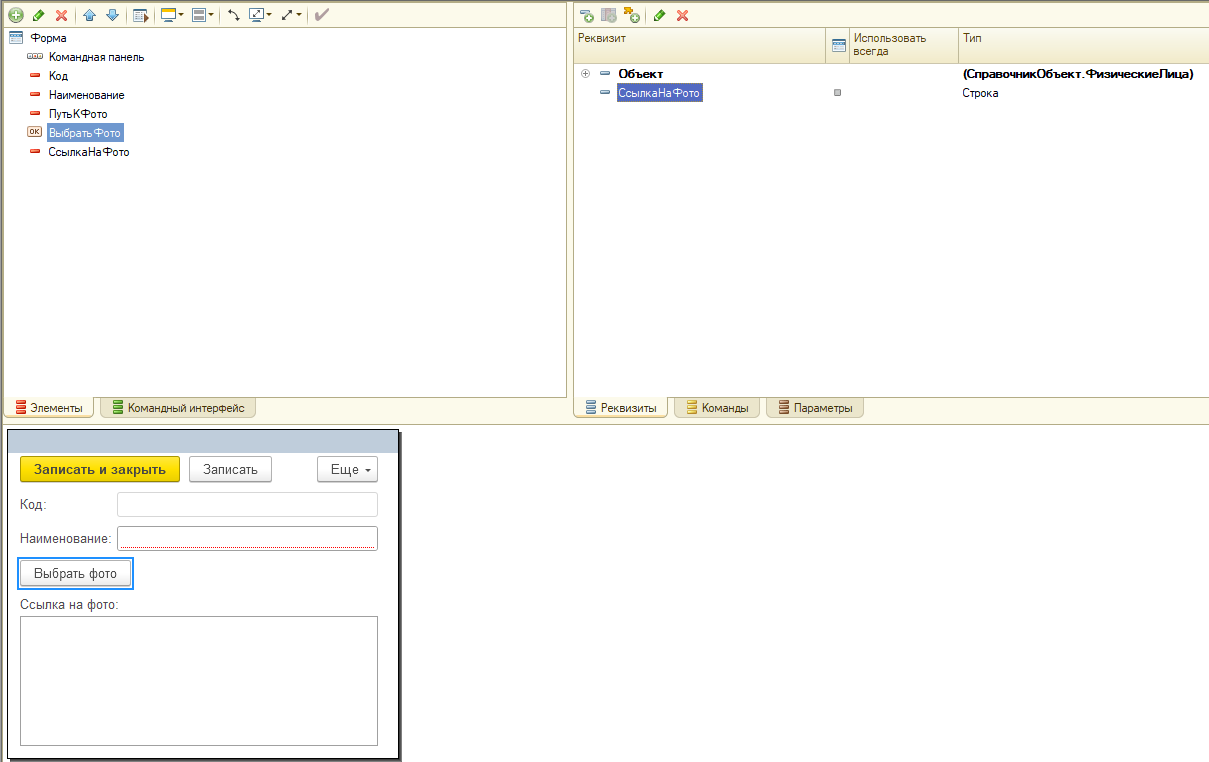 Форма
Командная панель
Код
Наименование
ПутьКФото
OK ВыбратьФото
СсылкаНаФото
Элементы
Командный интерфейс
Реквизит
Использовать всегда
Тип
Объект
(СправочникОбъект.ФизическиеЛица)
СсылкаНаФото
Строка
Реквизиты
Команды
Параметры
Записать и закрыть
Записать
Еще
Код:
Наименование:
Выбрать фото
Ссылка на фото: